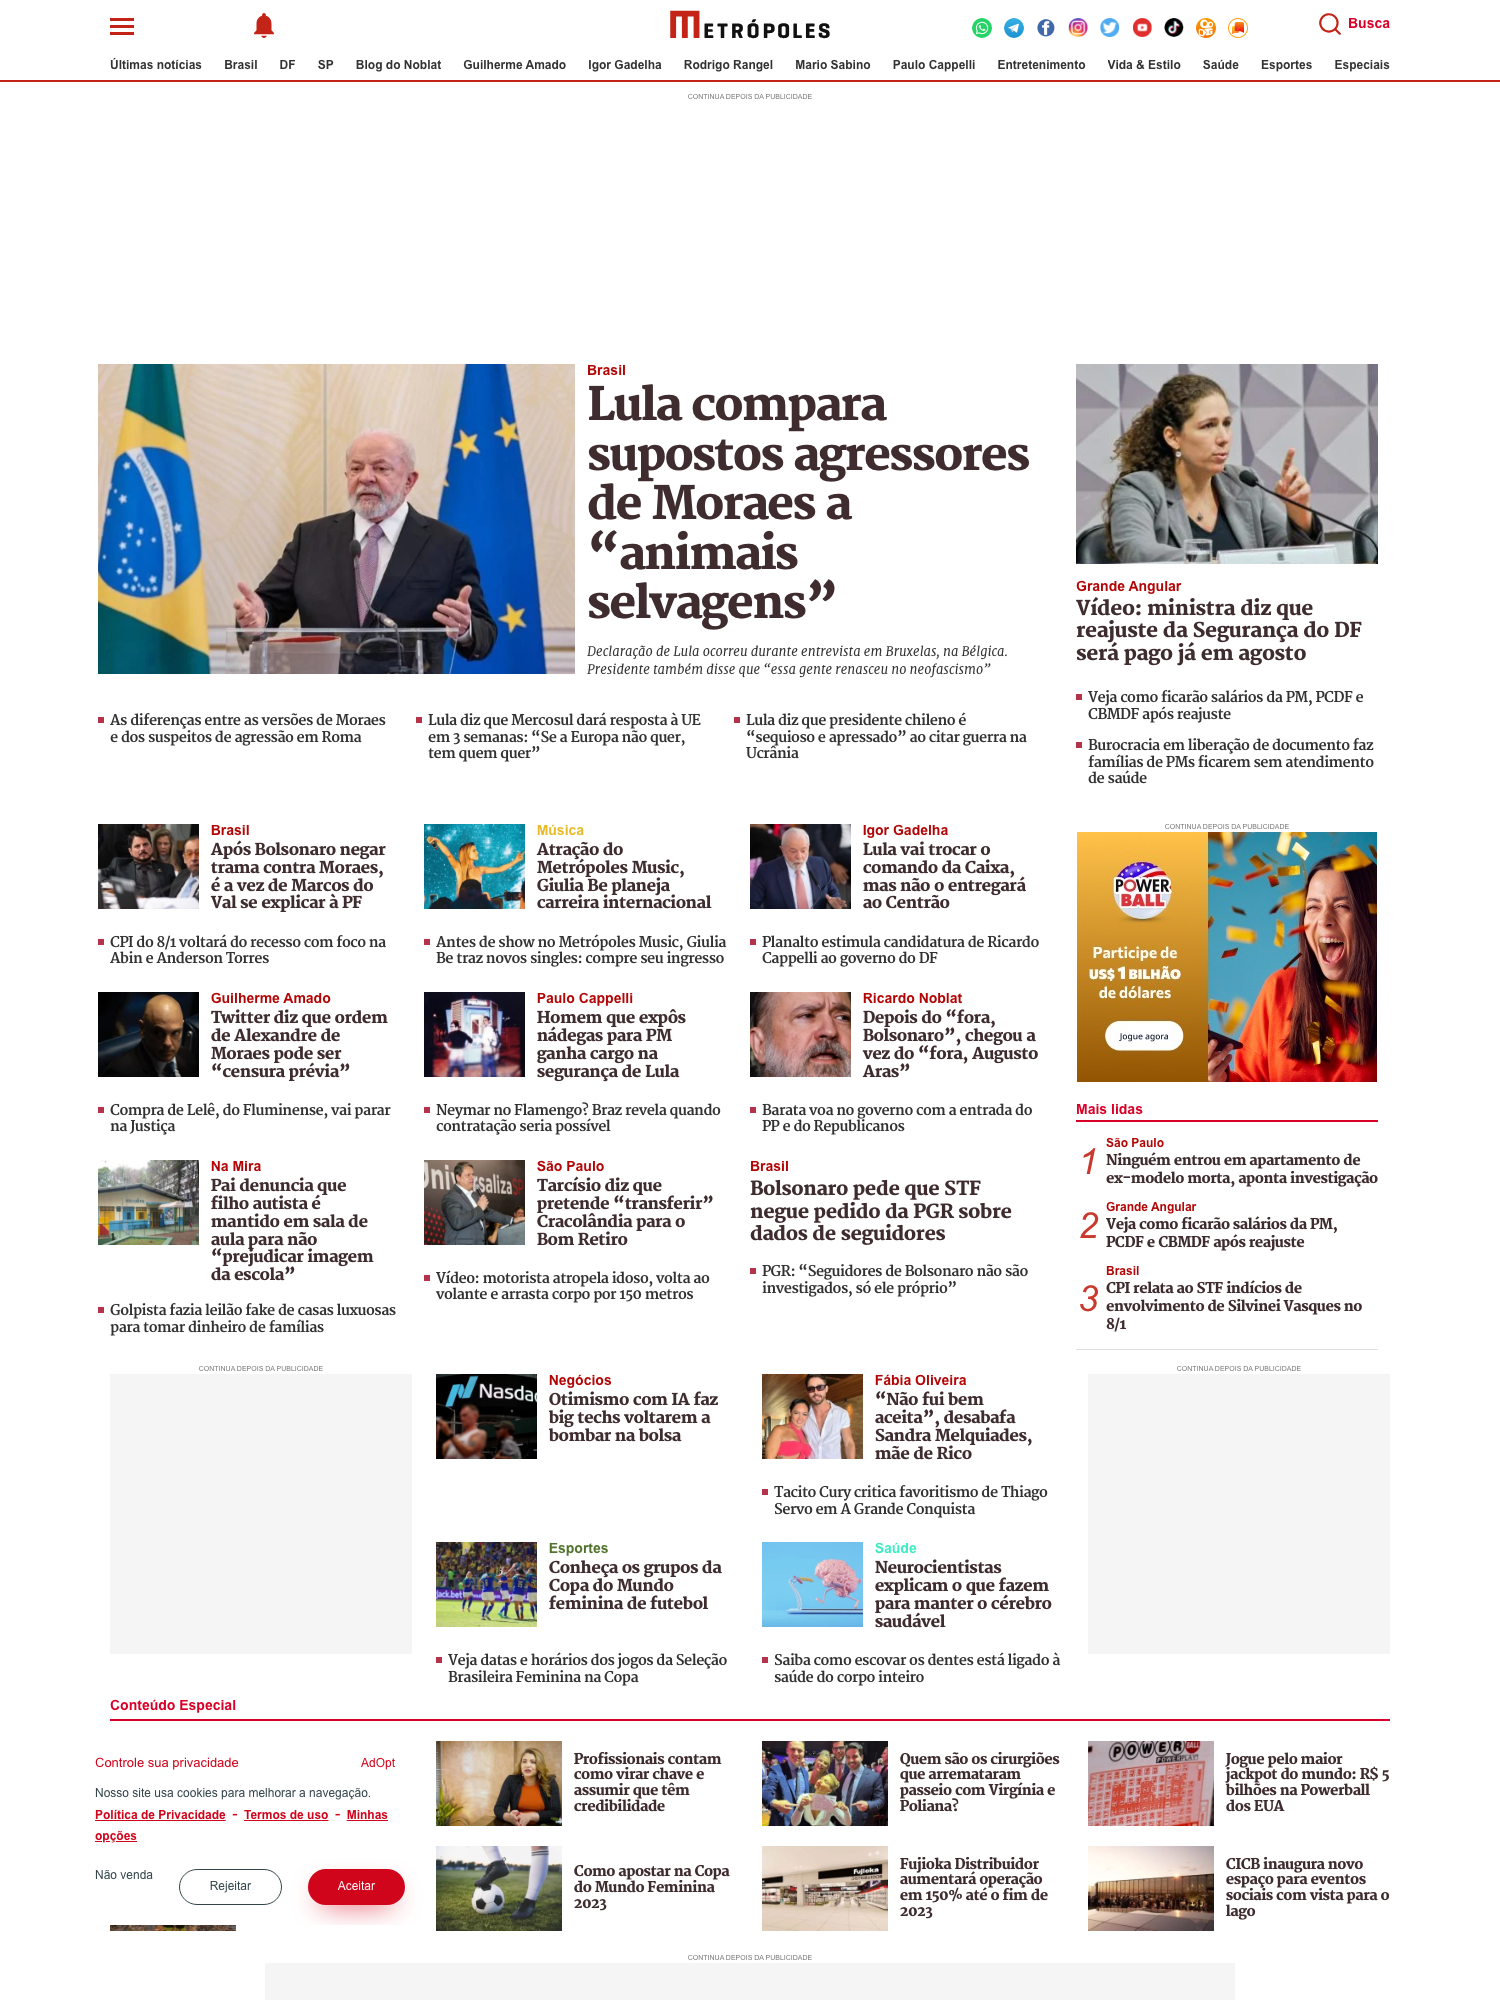 METRÓPOLES
Busca
Últimas notícias Brasil DF SP Blog do Noblat Guilherme Amado Igor Gadelha Rodrigo Rangel Mario Sabino Paulo Cappelli Entretenimento Vida & Estilo Saúde Esportes Especiais
CONTINUA DEPOIS DA PUBLICIDADE
Brasil
Lula compara
supostos agressores
de Moraes a
“animais
selvagens”
Declaração de Lula ocorreu durante entrevista em Bruxelas, na Bélgica.
Presidente também disse que “essa gente renasceu no neofascismo”
As diferenças entre as versões de Moraes
e dos suspeitos de agressão em Roma
Lula diz que Mercosul dará resposta à UE
em 3 semanas: “Se a Europa não quer,
tem quem quer”
Lula diz que presidente chileno é
“sequioso e apressado” ao citar guerra na
Ucrânia
Grande Angular
Vídeo: ministra diz que
reajuste da Segurança do DF
será pago já em agosto
Veja como ficarão salários da PM, PCDF e
CBMDF após reajuste
Burocracia em liberação de documento faz
famílias de PMs ficarem sem atendimento
de saúde
Brasil
Após Bolsonaro negar
trama contra Moraes,
é a vez de Marcos do
Val se explicar à PF
CPI do 8/1 voltará do recesso com foco na
Abin e Anderson Torres
Música
Atração do
Metrópoles Music,
Giulia Be planeja
carreira internacional
Antes de show no Metrópoles Music, Giulia
Be traz novos singles: compre seu ingresso
Igor Gadelha
Lula vai trocar o
comando da Caixa,
mas não o entregará
ao Centrão
Planalto estimula candidatura de Ricardo
Cappelli ao governo do DF
CONTINUA DEPOIS DA PUBLICIDADE
POWER
BALL
Participe de
US$ 1 BILHÃO
de dólares
Jogue agora
Guilherme Amado
Twitter diz que ordem
de Alexandre de
Moraes pode ser
“censura prévia”
Compra de Lelê, do Fluminense, vai parar
na Justiça
Paulo Cappelli
Homem que expôs
nádegas para PM
ganha cargo na
segurança de Lula
Neymar no Flamengo? Braz revela quando
contratação seria possível
Ricardo Noblat
Depois do “fora,
Bolsonaro”, chegou a
vez do “fora, Augusto
Aras”
Barata voa no governo com a entrada do
PP e do Republicanos
Na Mira
Pai denuncia que
filho autista é
mantido em sala de
aula para não
“prejudicar imagem
da escola”
Golpista fazia leilão fake de casas luxuosas
para tomar dinheiro de famílias
São Paulo
Tarcísio diz que
pretende “transferir”
Cracolândia para o
Bom Retiro
Vídeo: motorista atropela idoso, volta ao
volante e arrasta corpo por 150 metros
Brasil
Bolsonaro pede que STF
negue pedido da PGR sobre
dados de seguidores
PGR: “Seguidores de Bolsonaro não são
investigados, só ele próprio”
Mais lidas
1
São Paulo
Ninguém entrou em apartamento de
ex-modelo morta, aponta investigação
2
Grande Angular
Veja como ficarão salários da PM,
PCDF e CBMDF após reajuste
3
Brasil
CPI relata ao STF indícios de
envolvimento de Silvinei Vasques no
8/1
CONTINUA DEPOIS DA PUBLICIDADE
Nasdaq
Negócios
Otimismo com IA faz
big techs voltarem a
bombar na bolsa
Fábia Oliveira
“Não fui bem
aceita”, desabafa
Sandra Melquiades,
mãe de Rico
Tacito Cury critica favoritismo de Thiago
Servo em A Grande Conquista
CONTINUA DEPOIS DA PUBLICIDADE
Esportes
Conheça os grupos da
Copa do Mundo
feminina de futebol
Veja datas e horários dos jogos da Seleção
Brasileira Feminina na Copa
Saúde
Neurocientistas
explicam o que fazem
para manter o cérebro
saudável
Saiba como escovar os dentes está ligado à
saúde do corpo inteiro
Conteúdo Especial
Controle sua privacidade AdOpt
Nosso site usa cookies para melhorar a navegação.
Política de Privacidade - Termos de uso - Minhas
opções
Não venda
Rejeitar
Aceitar
Profissionais contam
como virar chave e
assumir que têm
credibilidade
Quem são os cirurgiões
que arremataram
passeio com Virgínia e
Poliana?
POWER
Jogue pelo maior
jackpot do mundo: R$ 5
bilhões na Powerball
dos EUA
Como apostar na Copa
do Mundo Feminina
2023
Fujioka
Fujioka Distribuidor
aumentará operação
em 150% até o fim de
2023
CICB inaugura novo
espaço para eventos
sociais com vista para o
lago
CONTINUA DEPOIS DA PUBLICIDADE